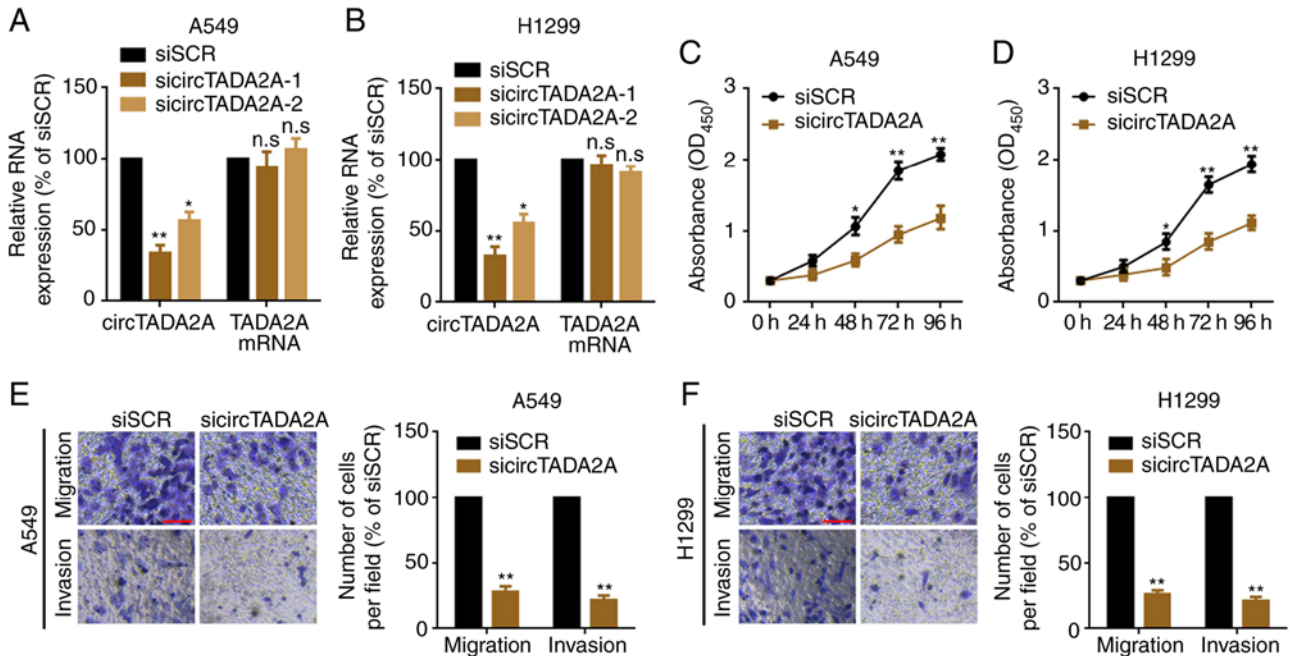 A
A549
siSCR
sicircTADA2A-1
sicircTADA2A-2
Relative RNA
expression (% of siSCR)
150
100
50
0
**
*
n.s
n.s
circTADA2A
TADA2A
mRNA
B
H1299
siSCR
sicircTADA2A-1
sicircTADA2A-2
Relative RNA
expression (% of siSCR)
150
100
50
0
**
*
n.s
n.s
circTADA2A
TADA2A
mRNA
C
A549
siSCR
sicircTADA2A
Absorbance (OD450)
3
2
1
0
*
**
**
0 h 24 h 48 h 72 h 96 h
D
H1299
siSCR
sicircTADA2A
Absorbance (OD450)
3
2
1
0
*
**
**
0 h 24 h 48 h 72 h 96 h
E
siSCR sicircTADA2A
A549
Migration
Invasion
A549
siSCR
sicircTADA2A
Number of cells
per field (% of siSCR)
150
100
50
0
**
**
Migration Invasion
F
siSCR sicircTADA2A
H1299
Migration
Invasion
H1299
siSCR
sicircTADA2A
Number of cells
per field (% of siSCR)
150
100
50
0
**
**
Migration Invasion